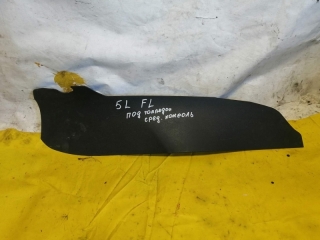 5L FL
под торпедо
сред. консоль